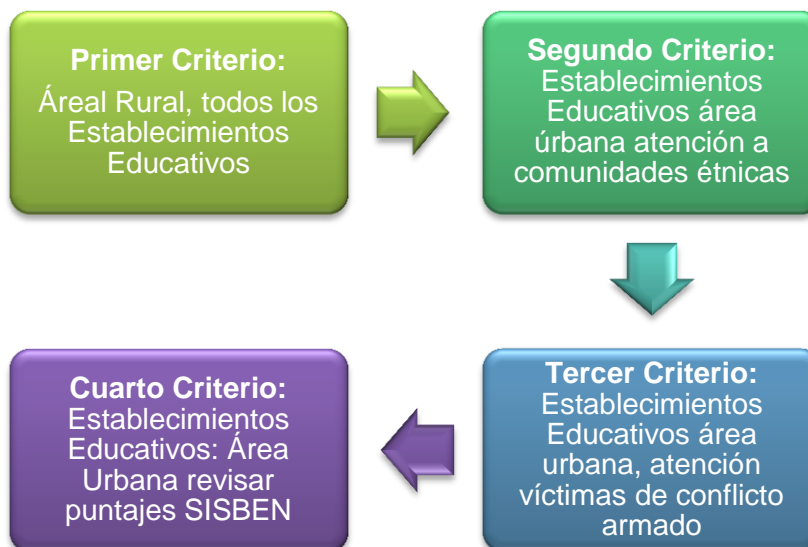 Primer Criterio:
Áreal Rural, todos los
Establecimientos
Educativos
Segundo Criterio:
Establecimientos
Educativos área
úrbana atención a
comunidades étnicas
Tercer Criterio:
Establecimientos
Educativos área
urbana, atención
víctimas de conflicto
armado
Cuarto Criterio:
Establecimientos
Educativos: Área
Urbana revisar
puntajes SISBEN